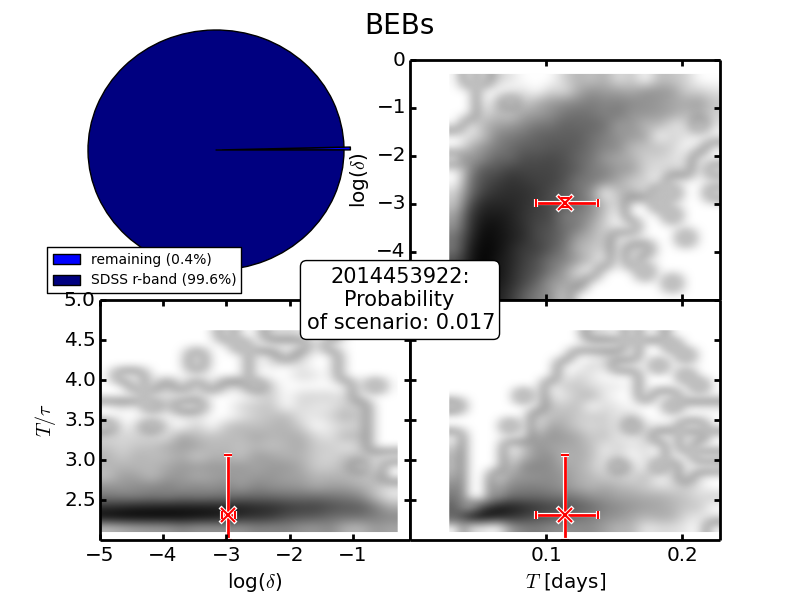 BEBs
0
−1
−2
−3
−4
log(δ)
remaining (0.4%)
SDSS r-band (99.6%)
2014453922:
Probability
of scenario: 0.017
5.0
4.5
4.0
3.5
3.0
2.5
T/τ
−5 −4 −3 −2 −1
log(δ)
0.1 0.2
T [days]